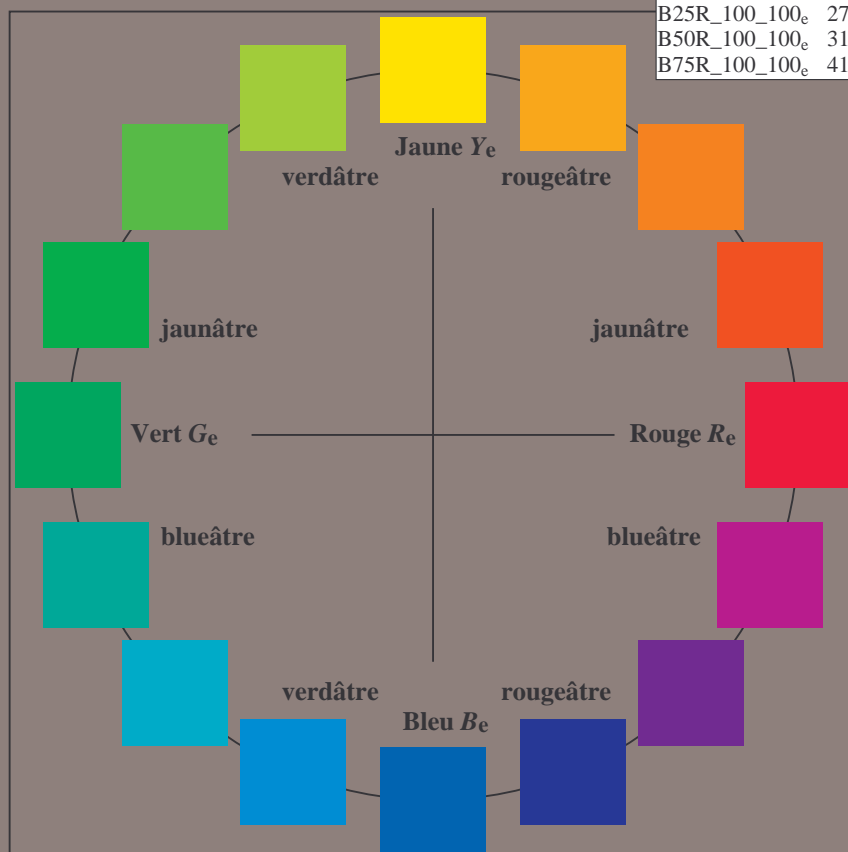 B25R_100_100e 27
B50R_100_100e 31
B75R_100_100e 41
Jaune Ye
verdâtre rougeâtre
jaunâtre jaunâtre
Vert Ge Rouge Re
blueâtre blueâtre
verdâtre rougeâtre
Bleu Be